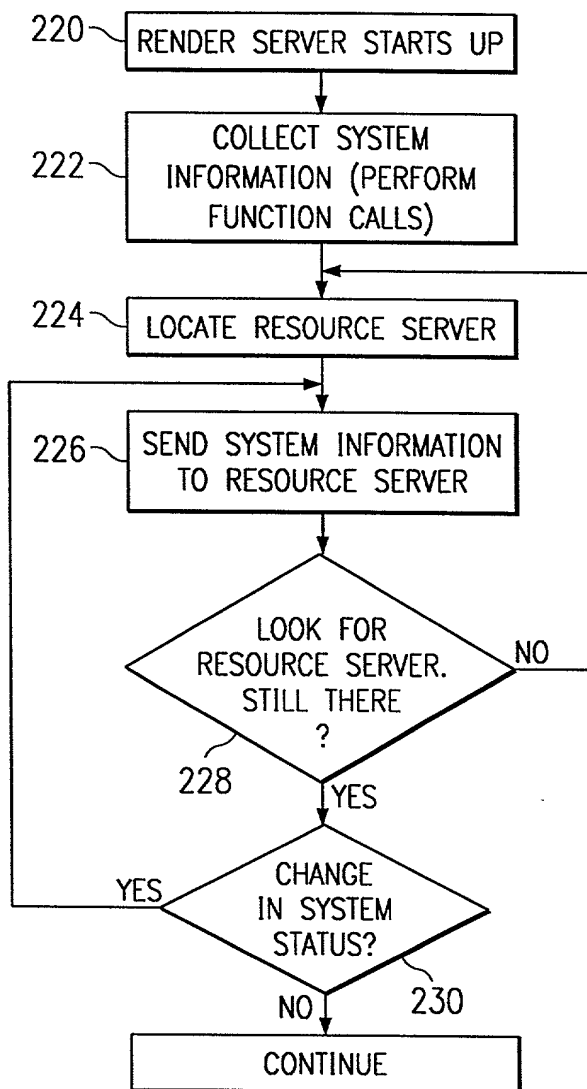 220
RENDER SERVER STARTS UP
222
COLLECT SYSTEM
INFORMATION (PERFORM
FUNCTION CALLS)
224
LOCATE RESOURCE SERVER
226
SEND SYSTEM INFORMATION
TO RESOURCE SERVER
LOOK FOR
RESOURCE SERVER.
STILL THERE
?
NO
228
YES
YES
CHANGE
IN SYSTEM
STATUS?
230
NO
CONTINUE